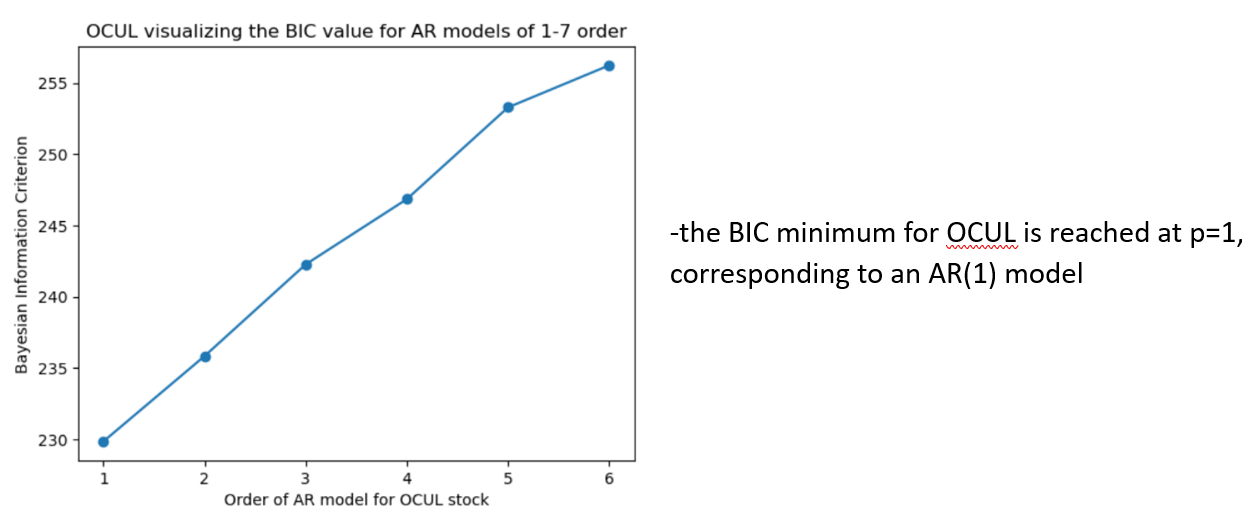 OCUL visualizing the BIC value for AR models of 1-7 order
Bayesian Information Criterion
255
250
245
240
235
230
1 2 3 4 5 6
Order of AR model for OCUL stock
-the BIC minimum for OCUL is reached at p=1,
corresponding to an AR(1) model